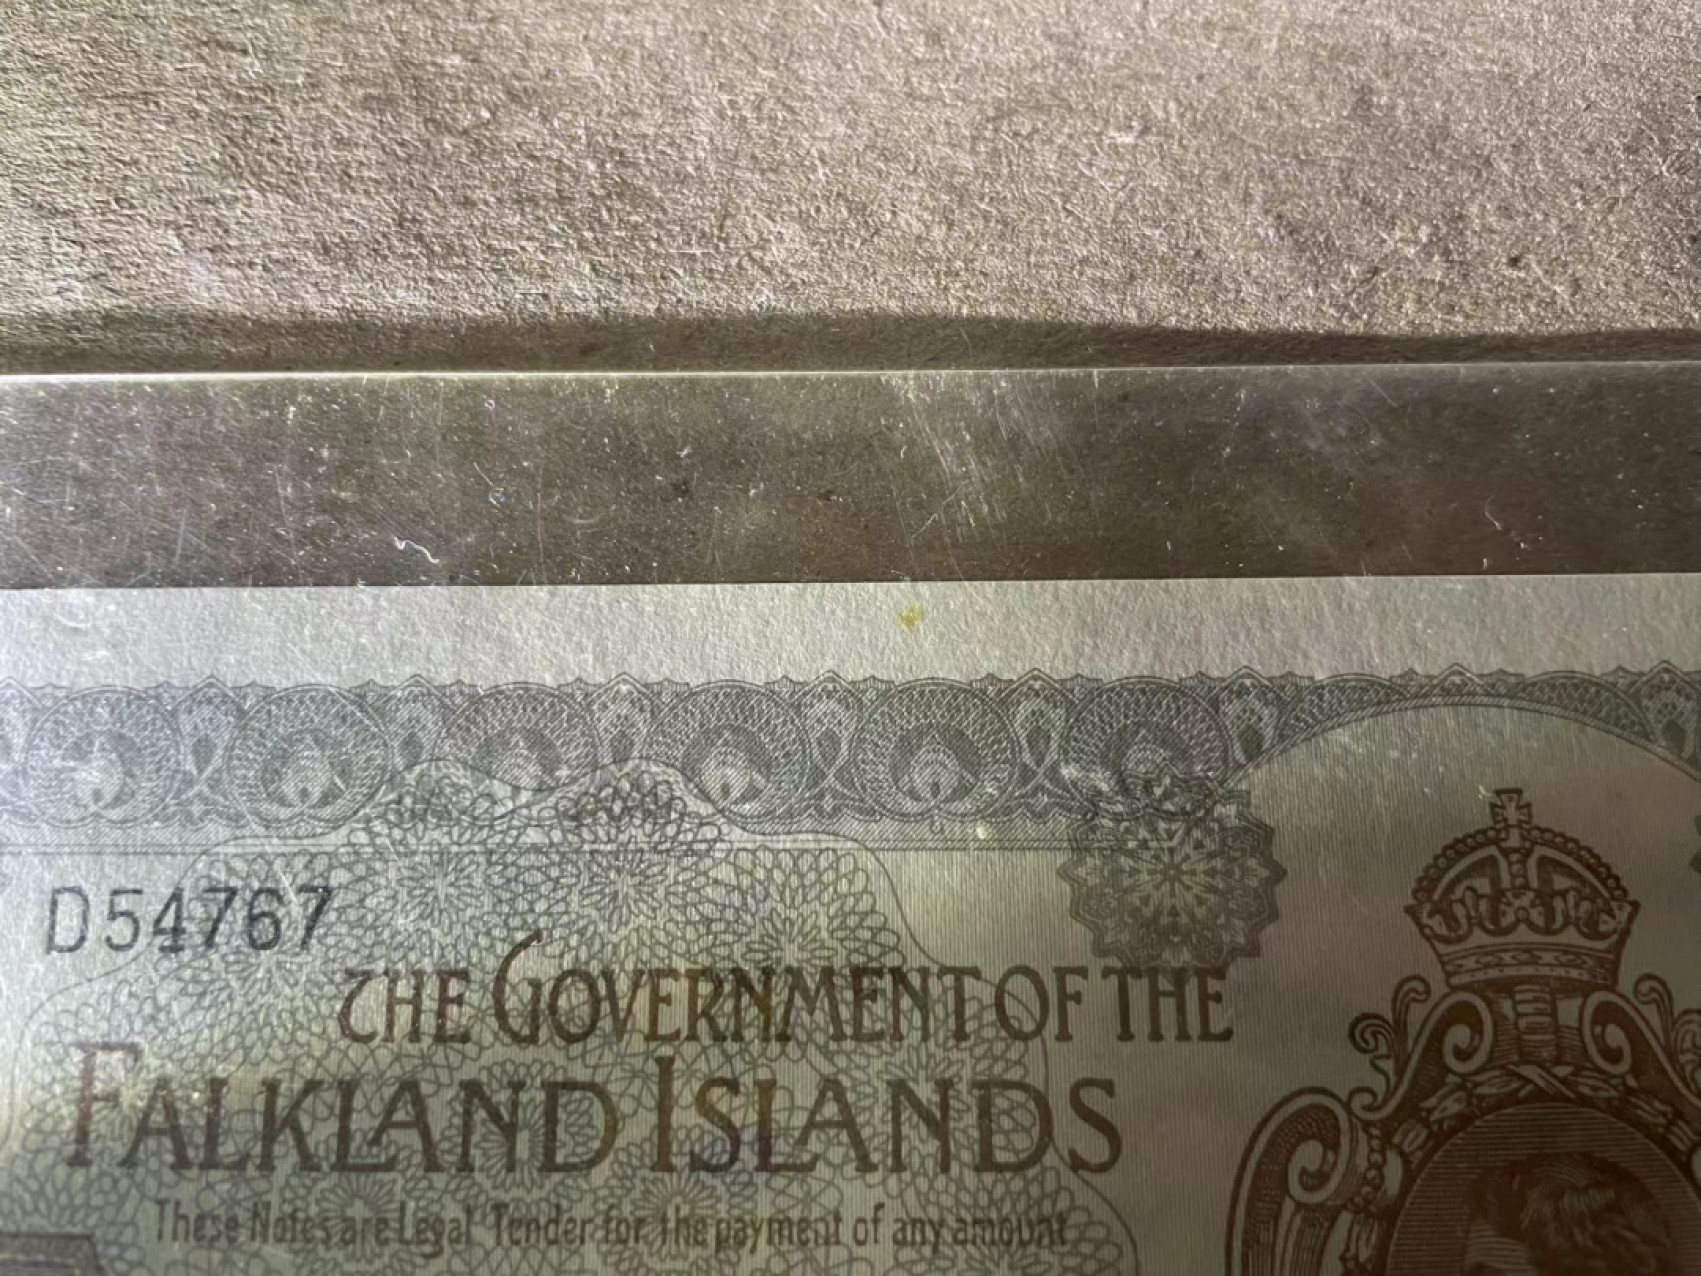 D54767
THE GOVERNMENT OF THE
FALKLAND ISLANDS
These Notes are Legal Tender for the payment of any amount